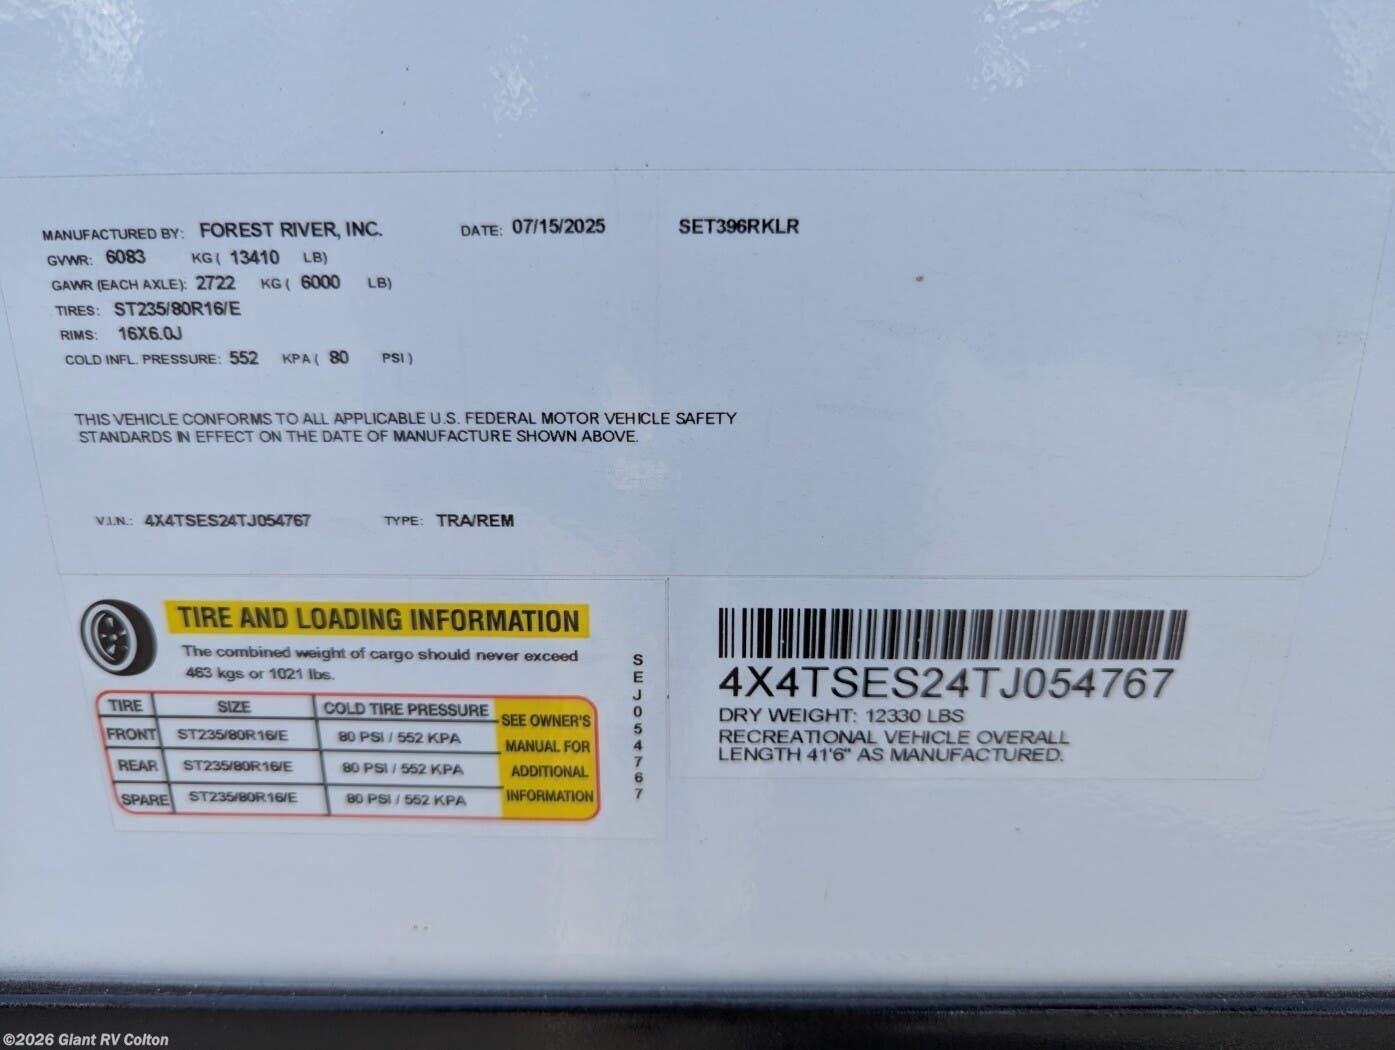 MANUFACTURED BY: FOREST RIVER, INC. DATE: 07/15/2025 SET396RKLR
GVWR: 6083 KG ( 13410 LB)
GAWR (EACH AXLE): 2722 KG ( 6000 LB)
TIRES: ST235/80R16/E
RIMS: 16X6.0J
COLD INFL. PRESSURE: 552 KPA ( 80 PSI )
THIS VEHICLE CONFORMS TO ALL APPLICABLE U.S. FEDERAL MOTOR VEHICLE SAFETY
STANDARDS IN EFFECT ON THE DATE OF MANUFACTURE SHOWN ABOVE.
V.I.N.: 4X4TSES24TJ054767 TYPE: TRA/REM
TIRE AND LOADING INFORMATION
The combined weight of cargo should never exceed
463 kgs or 1021 lbs.
TIRE SIZE COLD TIRE PRESSURE
FRONT ST235/80R16/E 80 PSI / 552 KPA
REAR ST235/80R16/E 80 PSI / 552 KPA
SPARE ST235/80R16/E 80 PSI / 552 KPA
SEE OWNER'S
MANUAL FOR
ADDITIONAL
INFORMATION
SEJ054767
4X4TSES24TJ054767
DRY WEIGHT: 12330 LBS
RECREATIONAL VEHICLE OVERALL
LENGTH 41'6" AS MANUFACTURED.
©2026 Giant RV Colton